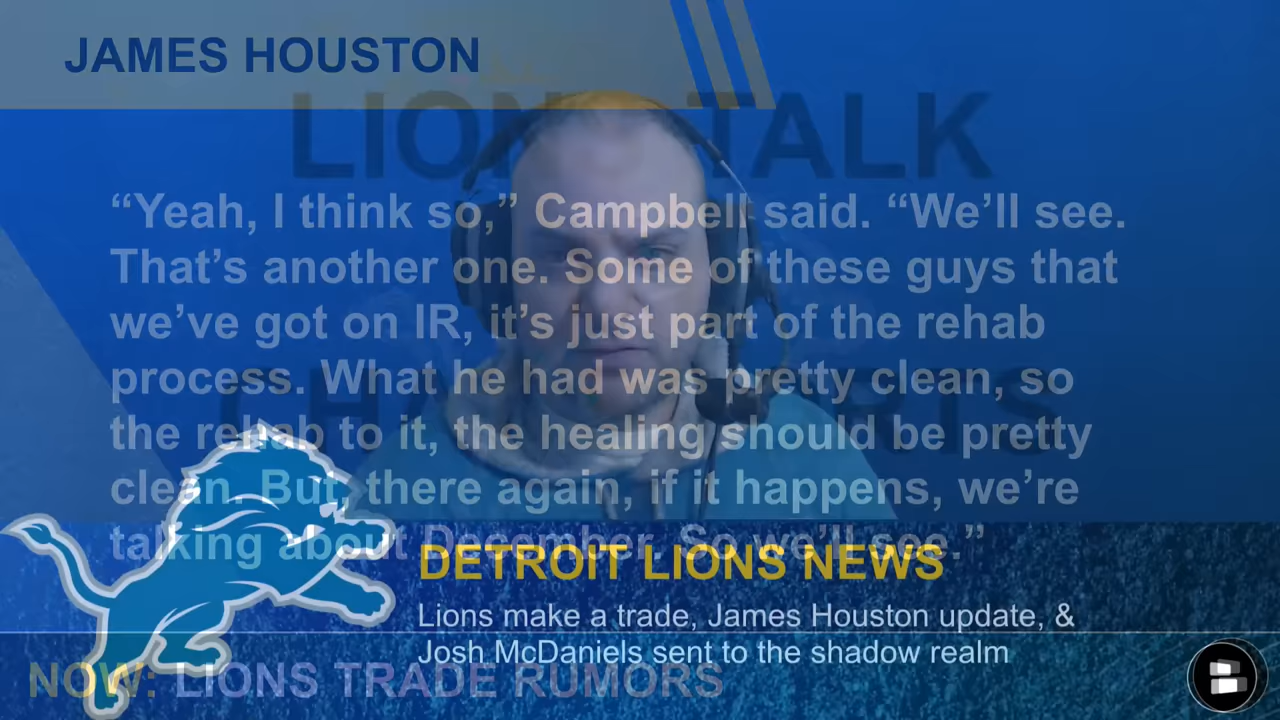 JAMES HOUSTON
LIONS TALK
“Yeah, I think so,” Campbell said. “We’ll see.
That’s another one. Some of these guys that
we’ve got on IR, it’s just part of the rehab
process. What he had was pretty clean, so
the rehab to it, the healing should be pretty
clean. But, there again, if it happens, we’re
talking about December. So we’ll see.”
DETROIT LIONS NEWS
Lions make a trade, James Houston update, &
Josh McDaniels sent to the shadow realm
NOW: LIONS TRADE RUMORS